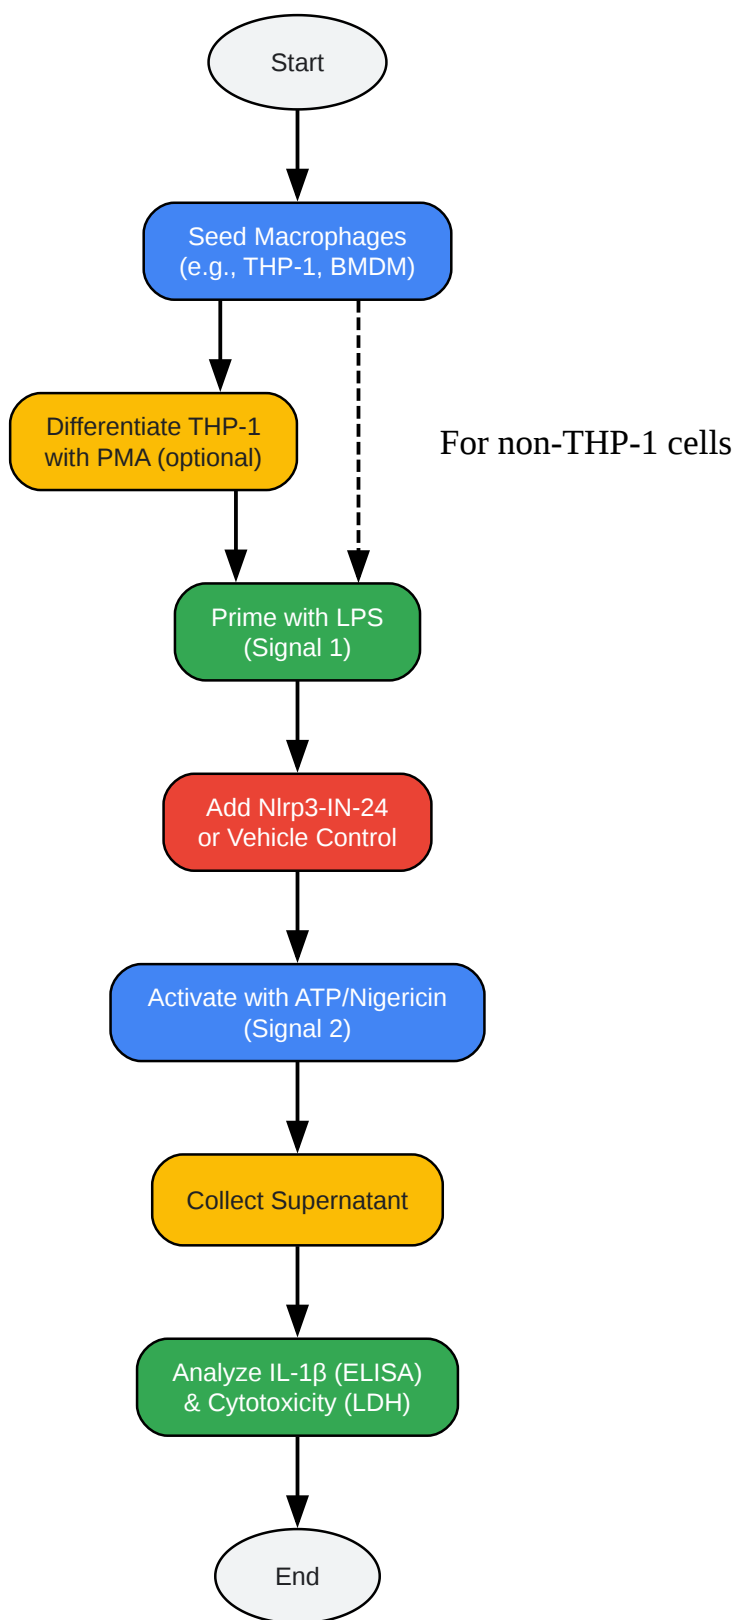 Start
Seed Macrophages
(e.g., THP-1, BMDM)
Differentiate THP-1
with PMA (optional)
For non-THP-1 cells
Prime with LPS
(Signal 1)
Add Nlrp3-IN-24
or Vehicle Control
Activate with ATP/Nigericin
(Signal 2)
Collect Supernatant
Analyze IL-1β (ELISA)
& Cytotoxicity (LDH)
End